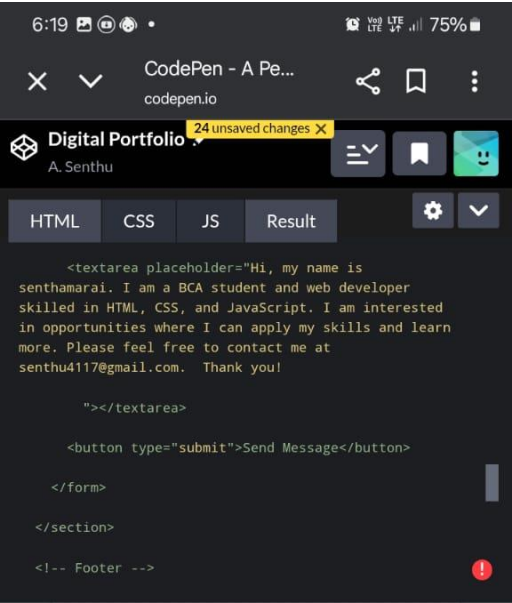 6:19
Vo) LTE LTE 75%
CodePen - A Pe...
codepen.io
24 unsaved changes X
Digital Portfolio
A. Senthu
HTML CSS JS Result
<textarea placeholder="Hi, my name is
senthamarai. I am a BCA student and web developer
skilled in HTML, CSS, and JavaScript. I am interested
in opportunities where I can apply my skills and learn
more. Please feel free to contact me at
senthu4117@gmail.com.  Thank you!
"></textarea>
<button type="submit">Send Message</button>
</form>
</section>
<!-- Footer -->